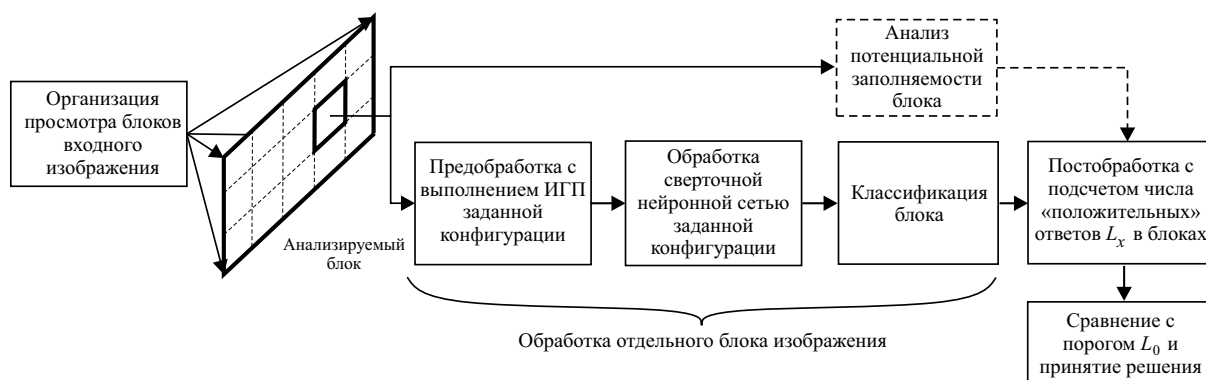 Организация
просмотра блоков
входного
изображения
Анализируемый
блок
Анализ
потенциальной
заполняемости
блока
Предобработка с
выполнением ИГП
заданной
конфигурации
Обработка
сверточной
нейронной сетью
заданной
конфигурации
Классификация
блока
Постобработка с
подсчетом числа
«положительных»
ответов Lx в блоках
Обработка отдельного блока изображения
Сравнение с
порогом L0 и
принятие решения